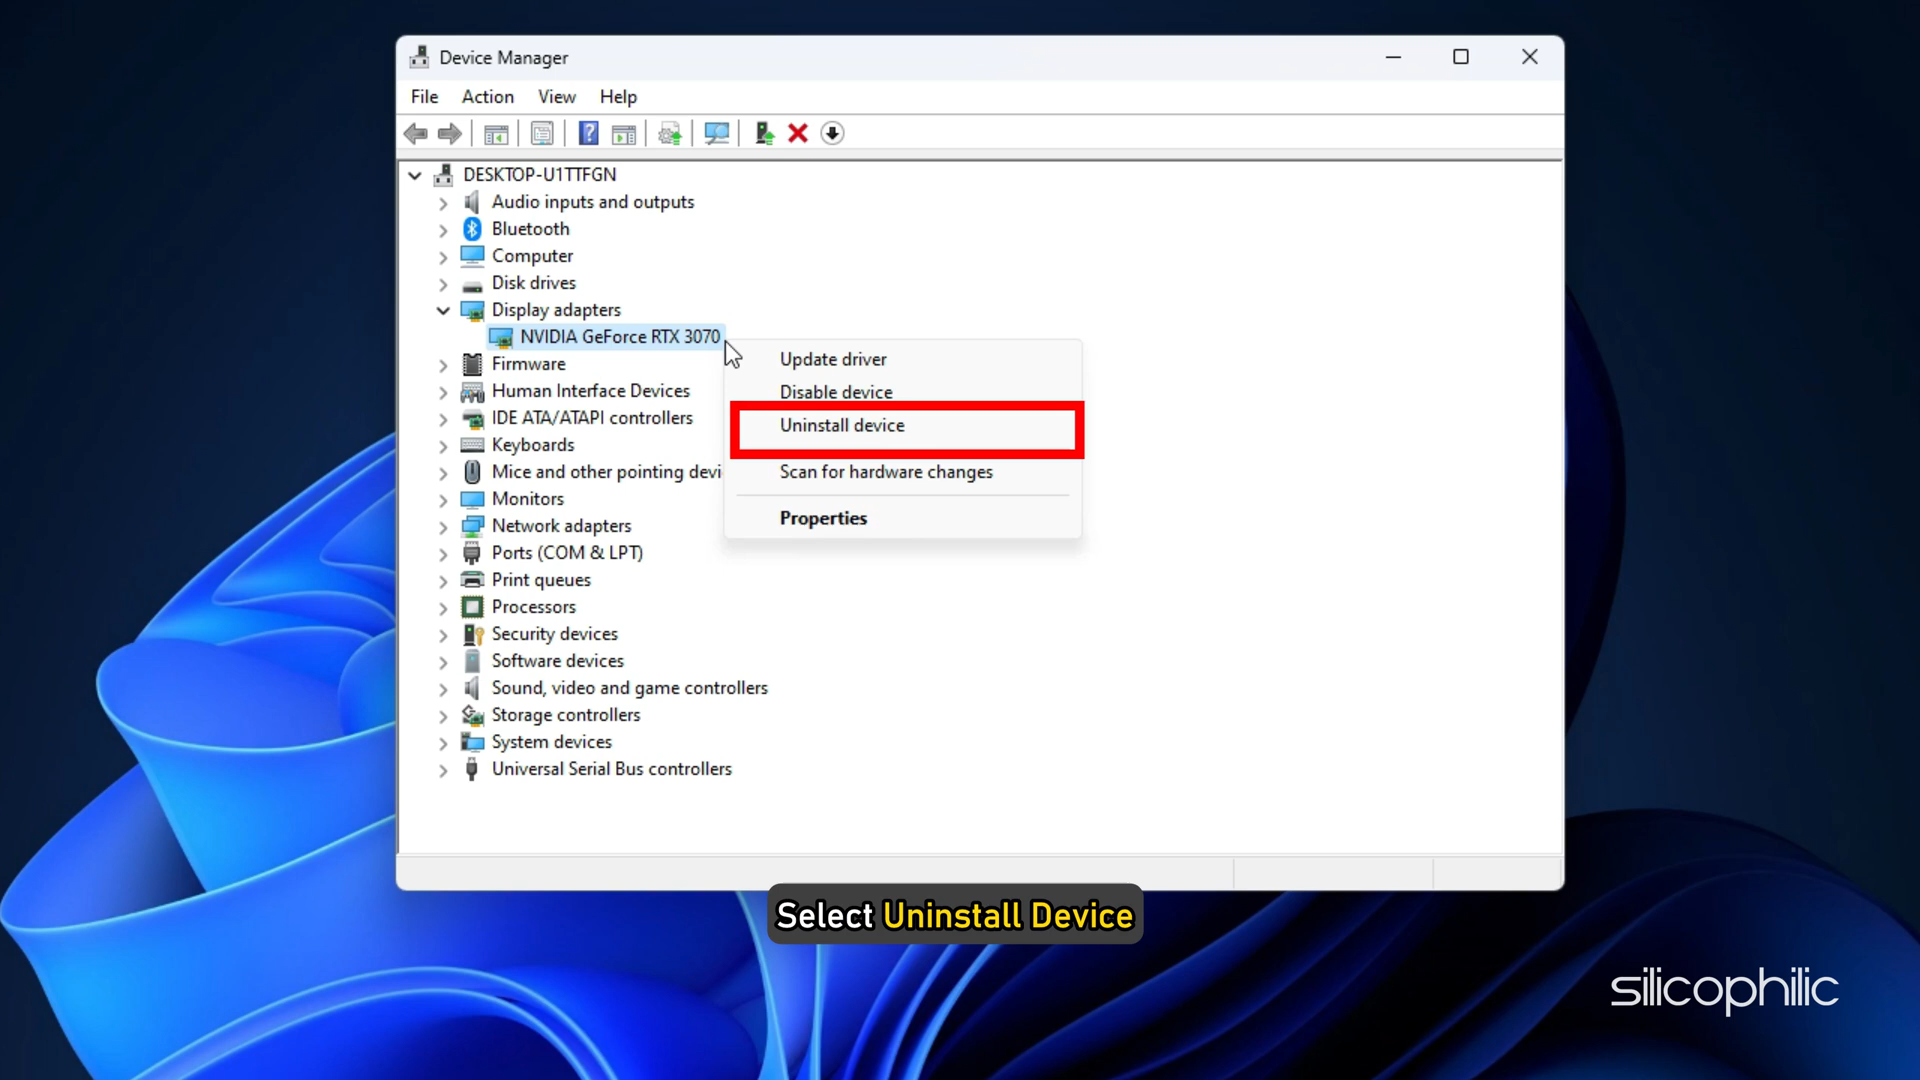 Device Manager
File Action View Help
DESKTOP-U1TTFGN
Audio inputs and outputs
Bluetooth
Computer
Disk drives
Display adapters
NVIDIA GeForce RTX 3070
Firmware
Human Interface Devices
IDE ATA/ATAPI controllers
Keyboards
Mice and other pointing devi
Monitors
Network adapters
Ports (COM & LPT)
Print queues
Processors
Security devices
Software devices
Sound, video and game controllers
Storage controllers
System devices
Universal Serial Bus controllers
Update driver
Disable device
Uninstall device
Scan for hardware changes
Properties
Select Uninstall Device
silicophilic